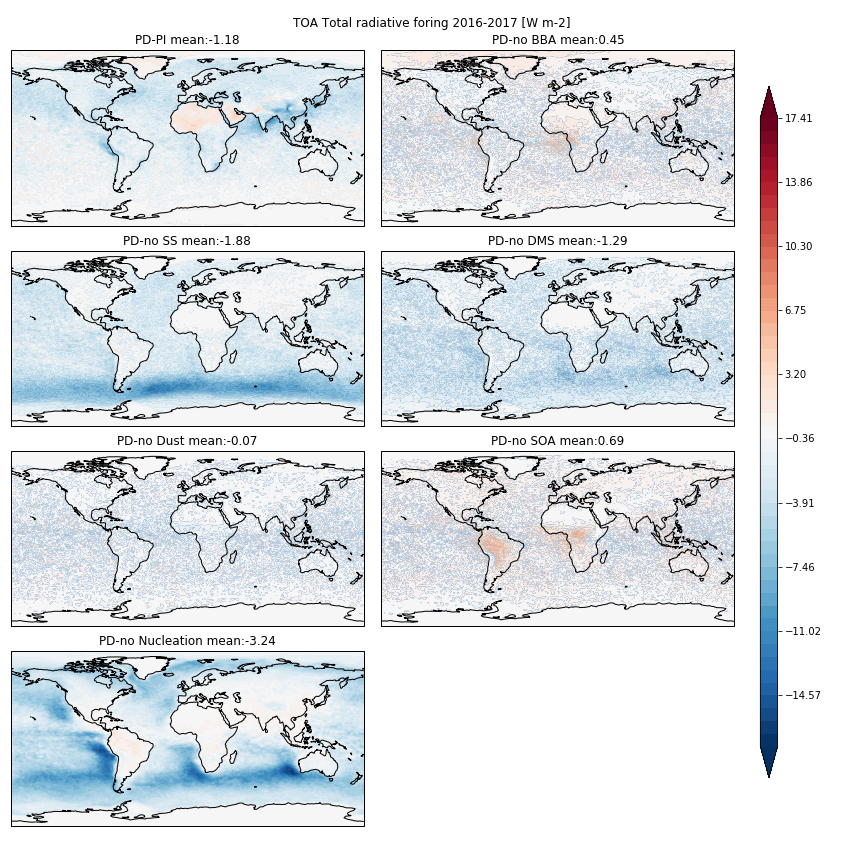 TOA Total radiative foring 2016-2017 [W m-2]
PD-PI mean:-1.18
PD-no BBA mean:0.45
PD-no SS mean:-1.88
PD-no DMS mean:-1.29
PD-no Dust mean:-0.07
PD-no SOA mean:0.69
PD-no Nucleation mean:-3.24
17.41
13.86
10.30
6.75
3.20
−0.36
−3.91
−7.46
−11.02
−14.57